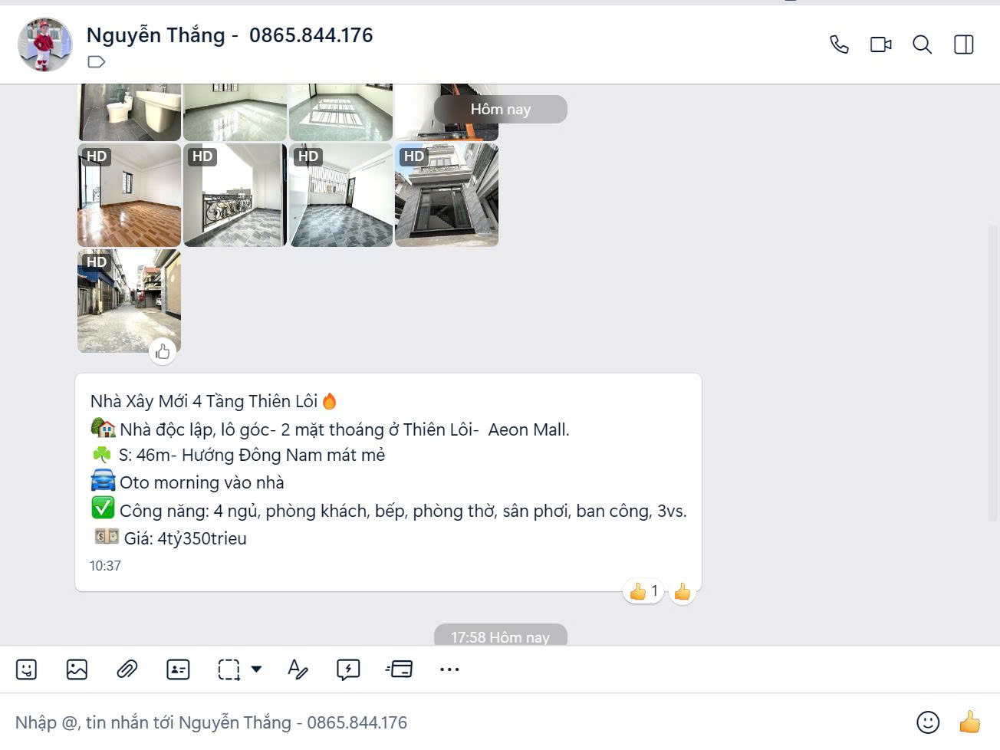 Nguyễn Thắng - 0865.844.176
Hôm nay
HD
HD
HD
HD
HD
Nhà Xây Mới 4 Tầng Thiên Lôi🔥
🏡Nhà độc lập, lô góc- 2 mặt thoáng ở Thiên Lôi- Aeon Mall.
☘️ S: 46m- Hướng Đông Nam mát mẻ
🚘Oto morning vào nhà
✅Công năng: 4 ngủ, phòng khách, bếp, phòng thờ, sân phơi, ban công, 3vs.
💵 Giá: 4tỷ350trieu
10:37
👍 1 👍
17:58 Hôm nay
Nhập @, tin nhắn tới Nguyễn Thắng - 0865.844.176